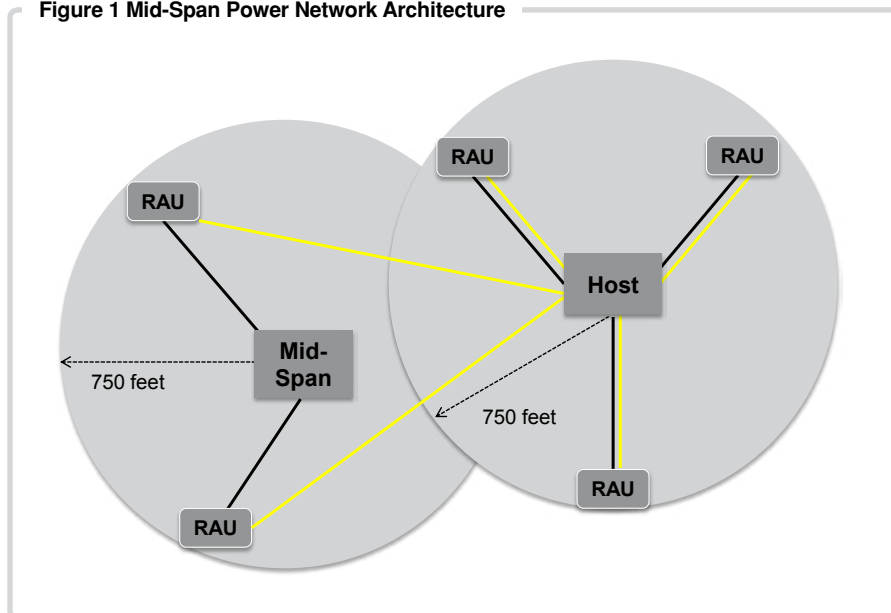 Figure 1 Mid-Span Power Network Architecture
RAU
RAU
RAU
Host
Mid-
Span
750 feet
750 feet
RAU
RAU